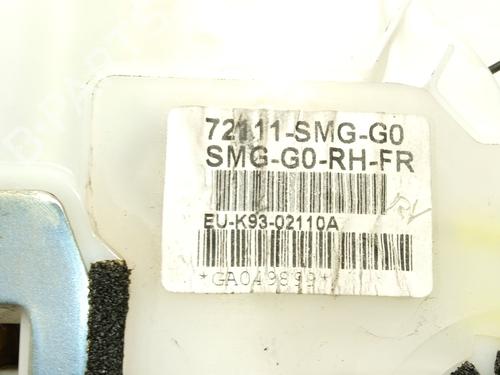 72111-SMG-G0
SMG-G0-RH-FR
EU-K93-02110A
*GA049899*